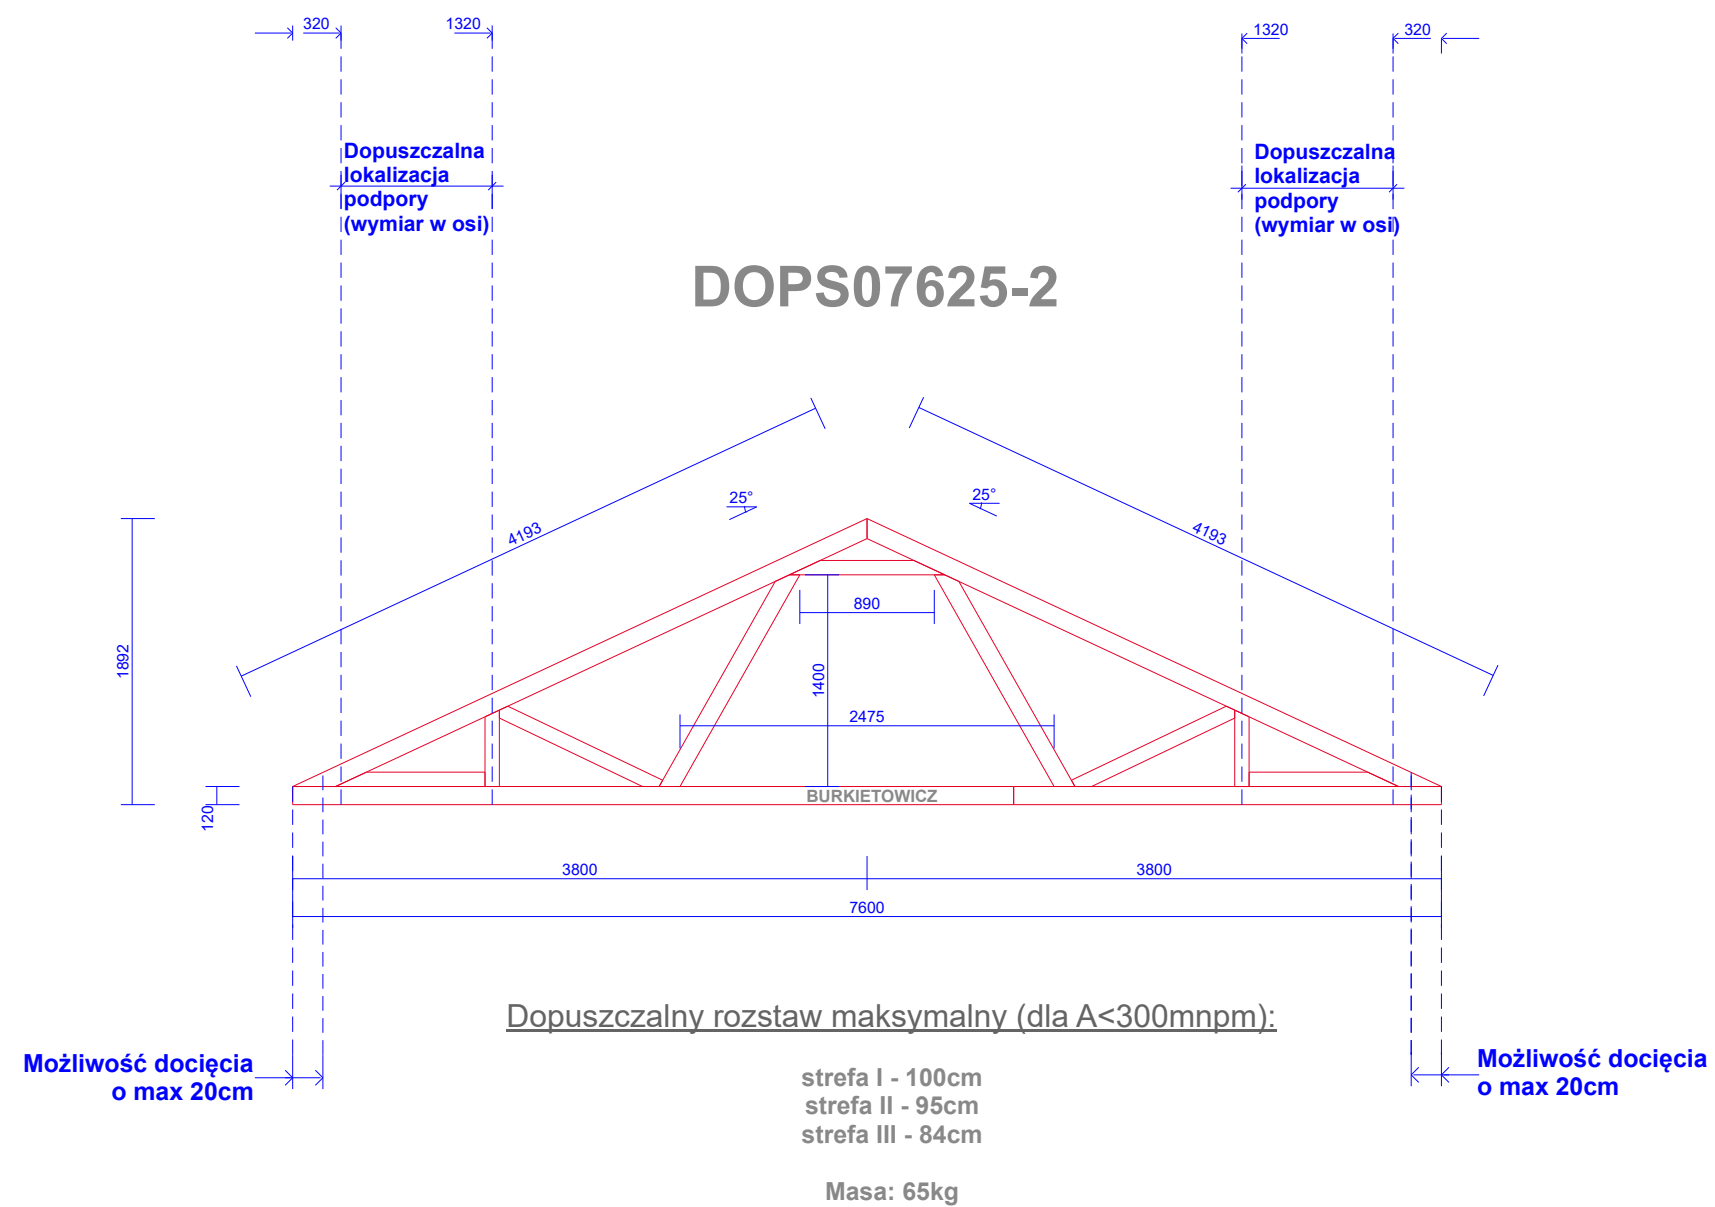 320
1320
1320
320
Dopuszczalna
lokalizacja
podpory
(wymiar w osi)
Dopuszczalna
lokalizacja
podpory
(wymiar w osi)
DOPS07625-2
25°
25°
4193
4193
890
1892
1400
2475
BURKIETOWICZ
120
3800
3800
7600
Dopuszczalny rozstaw maksymalny (dla A<300mnpm):
Możliwość docięcia
o max 20cm
Możliwość docięcia
o max 20cm
strefa I - 100cm
strefa II - 95cm
strefa III - 84cm
Masa: 65kg